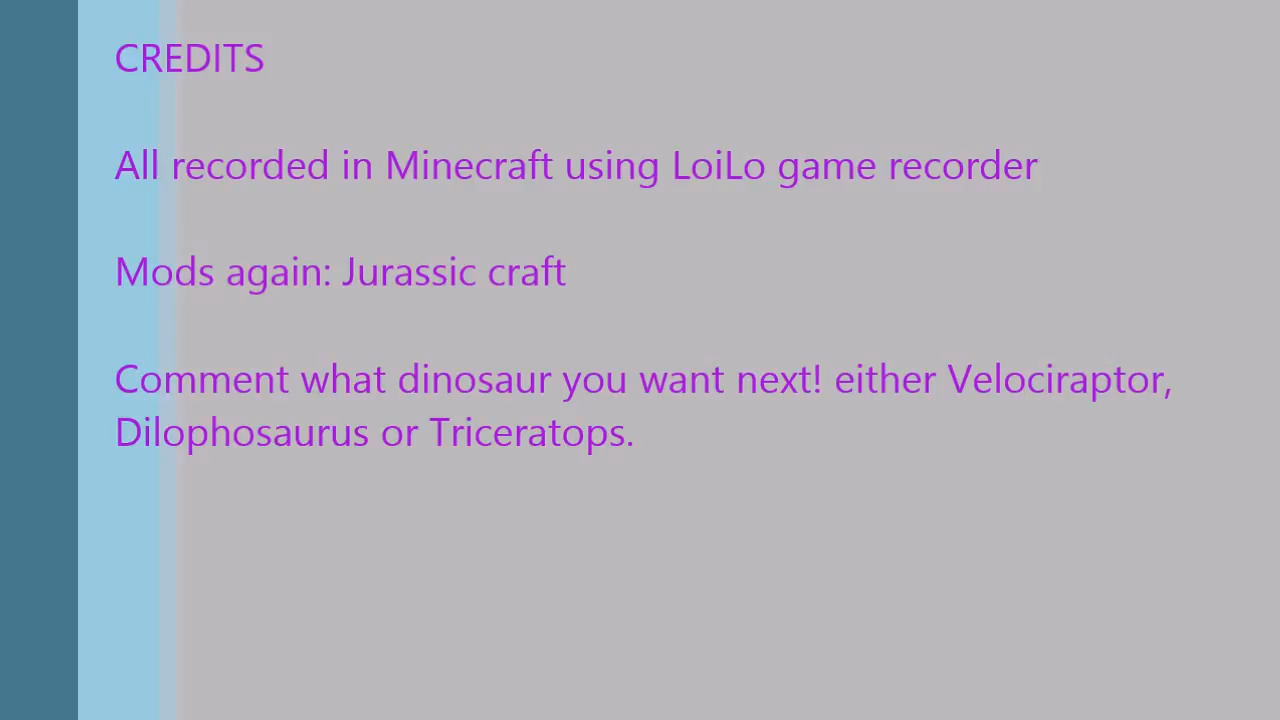 CREDITS
All recorded in Minecraft using LoiLo game recorder
Mods again: Jurassic craft
Comment what dinosaur you want next! either Velociraptor,
Dilophosaurus or Triceratops.